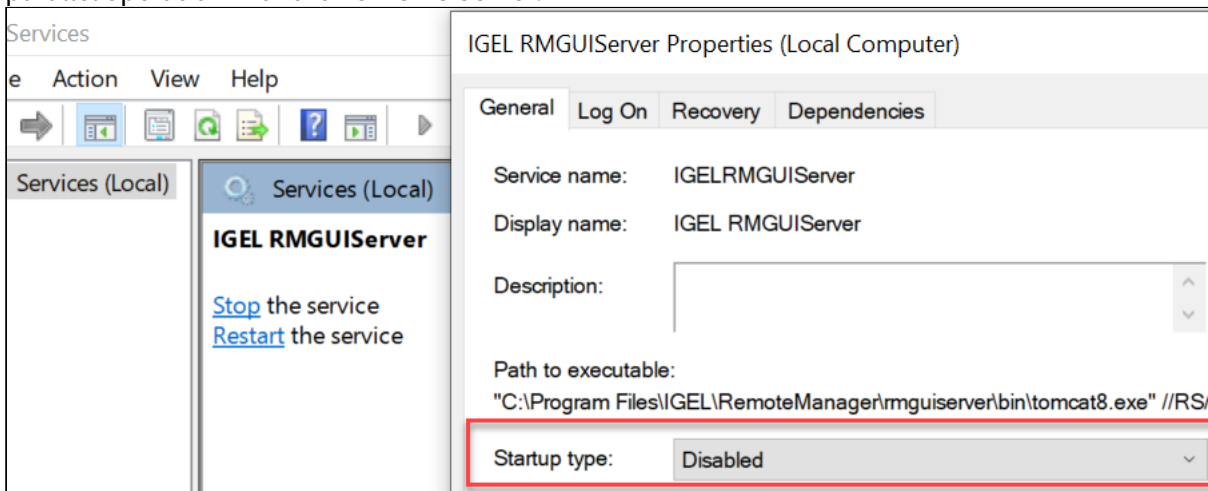 Services
e Action View Help
Services (Local)
Services (Local)
IGEL RMGUIServer
Stop the service
Restart the service
IGEL RMGUIServer Properties (Local Computer)
General Log On Recovery Dependencies
Service name: IGELRMGUIServer
Display name: IGEL RMGUIServer
Description:
Path to executable:
"C:\Program Files\IGEL\RemoteManager\rmguiserver\bin\tomcat8.exe" //RS/
Startup type: Disabled